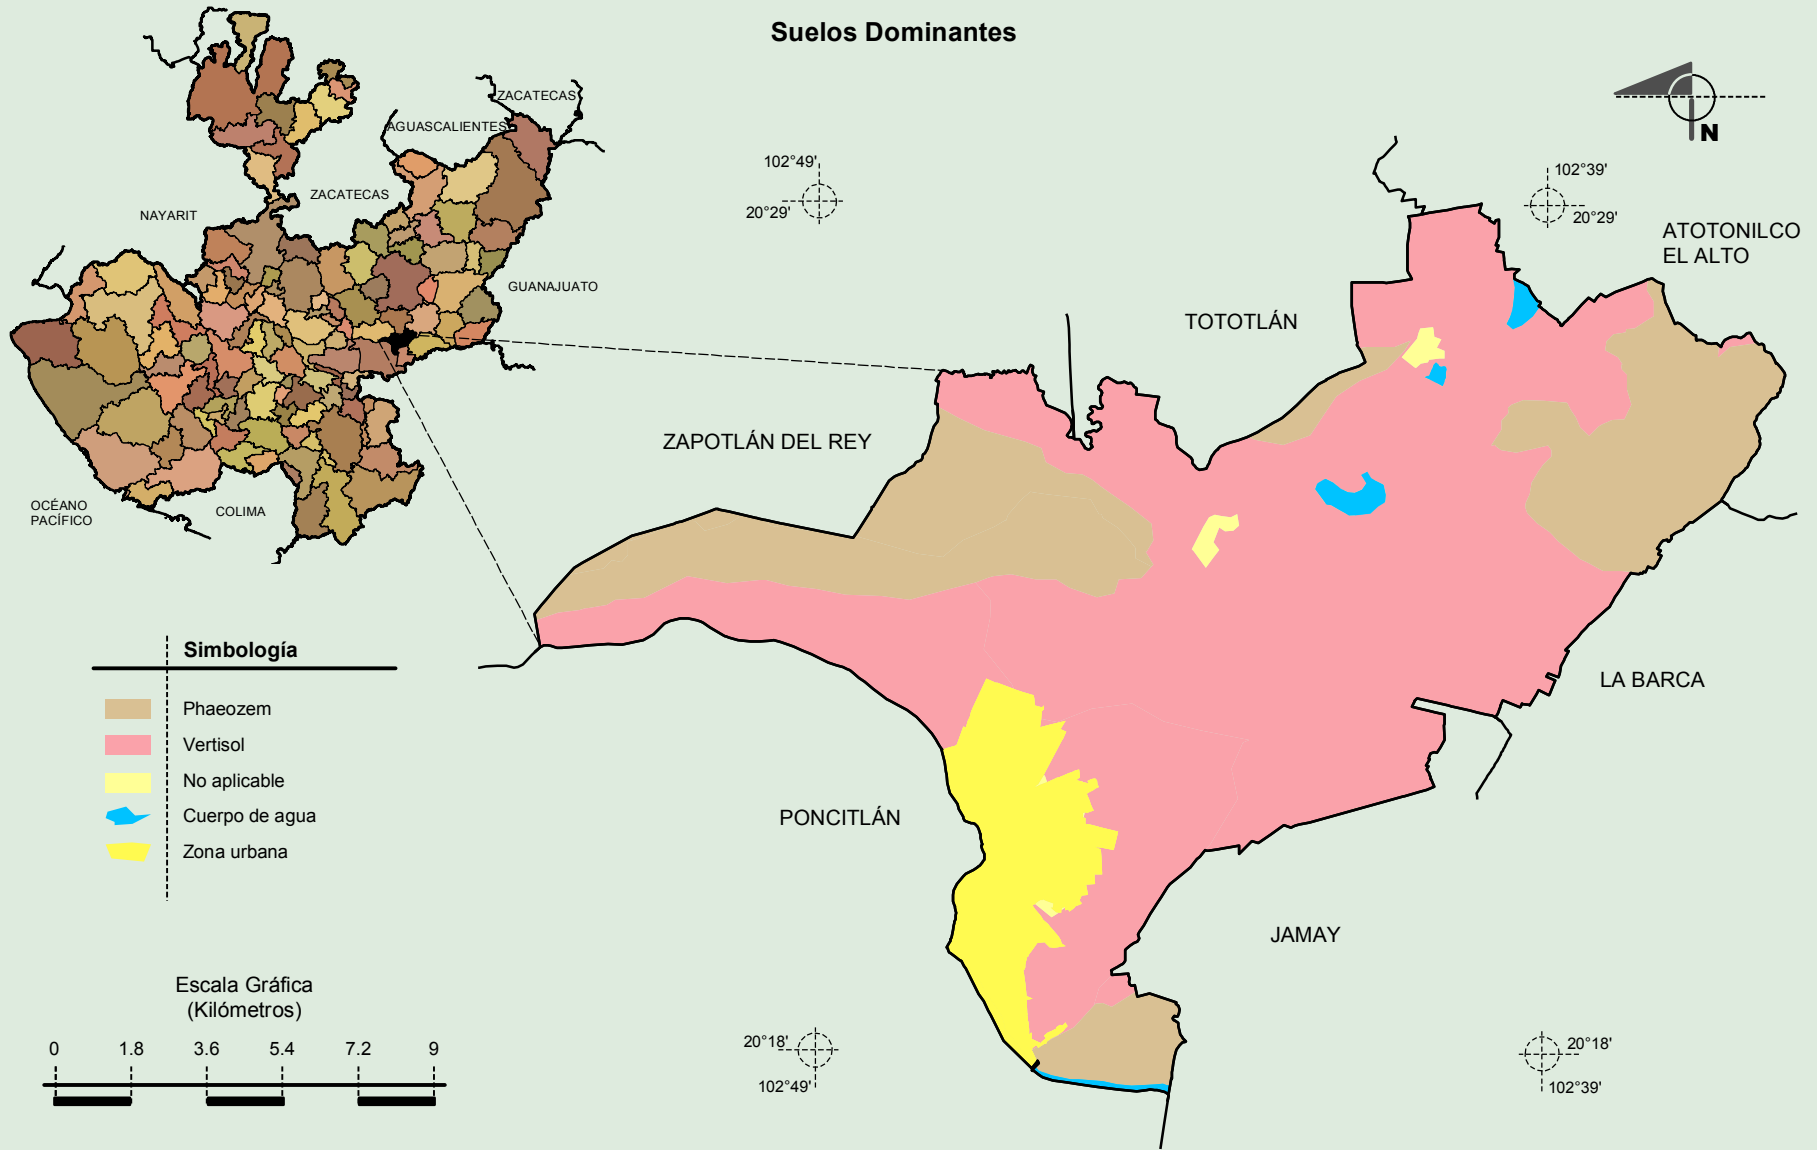 Suelos Dominantes
ZACATECAS
AGUASCALIENTES
ZACATECAS
NAYARIT
GUANAJUATO
OCÉANO
PACÍFICO
COLIMA
N
102°49'
20°29'
102°39'
20°29'
ATOTONILCO
EL ALTO
TOTOTLÁN
ZAPOTLÁN DEL REY
LA BARCA
PONCITLÁN
JAMAY
Simbología
Phaeozem
Vertisol
No aplicable
Cuerpo de agua
Zona urbana
Escala Gráfica
(Kilómetros)
0 1.8 3.6 5.4 7.2 9
20°18'
102°49'
20°18'
102°39'